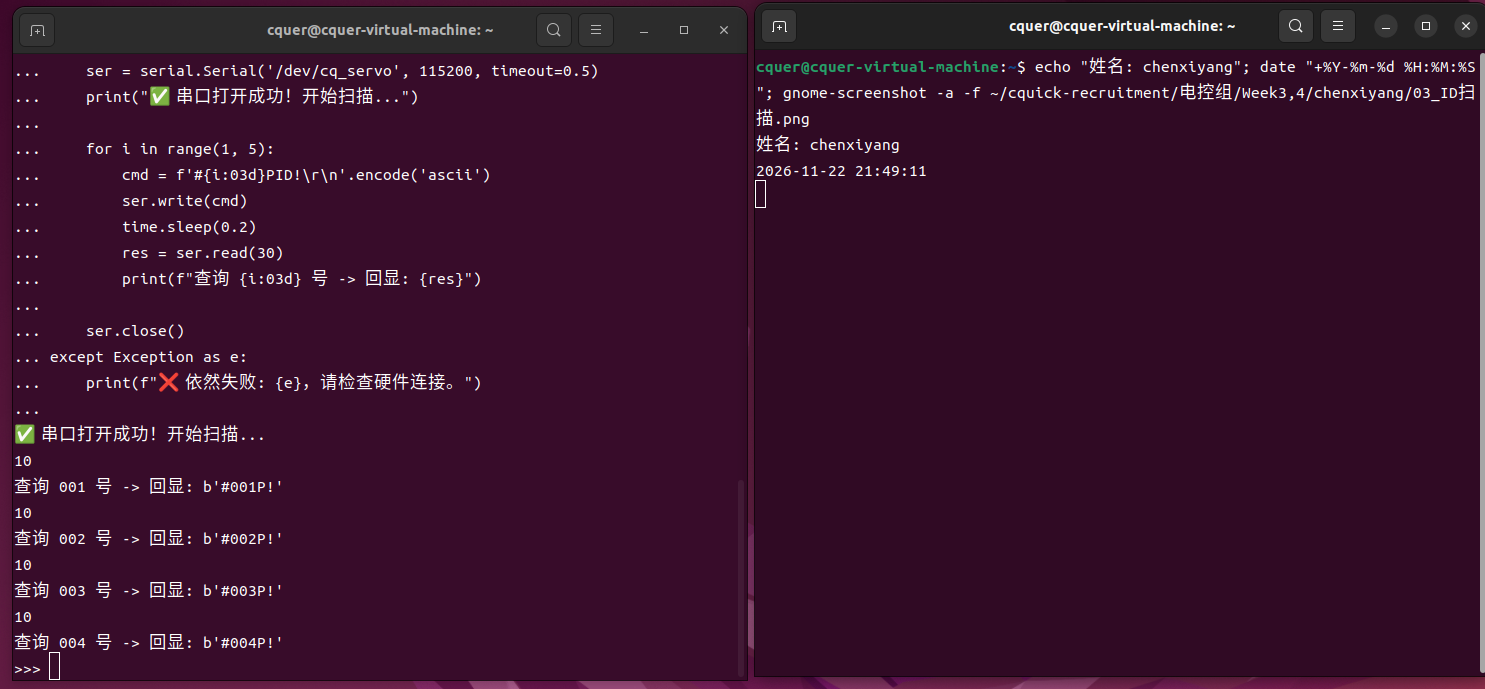 cquer@cquer-virtual-machine: ~
...     ser = serial.Serial('/dev/cq_servo', 115200, timeout=0.5)
...     print("✅ 串口打开成功！开始扫描...")
...
...     for i in range(1, 5):
...         cmd = f'#{i:03d}PID!\r\n'.encode('ascii')
...         ser.write(cmd)
...         time.sleep(0.2)
...         res = ser.read(30)
...         print(f"查询 {i:03d} 号 -> 回显: {res}")
...
...     ser.close()
... except Exception as e:
...     print(f"❌ 依然失败: {e}，请检查硬件连接。")
...
✅ 串口打开成功！开始扫描...
10
查询 001 号 -> 回显: b'#001P!'
10
查询 002 号 -> 回显: b'#002P!'
10
查询 003 号 -> 回显: b'#003P!'
10
查询 004 号 -> 回显: b'#004P!'
>>>
cquer@cquer-virtual-machine: ~
cquer@cquer-virtual-machine:~$ echo "姓名: chenxiyang"; date "+%Y-%m-%d %H:%M:%S
"; gnome-screenshot -a -f ~/cquick-recruitment/电控组/Week3,4/chenxiyang/03_ID扫
描.png
姓名: chenxiyang
2026-11-22 21:49:11